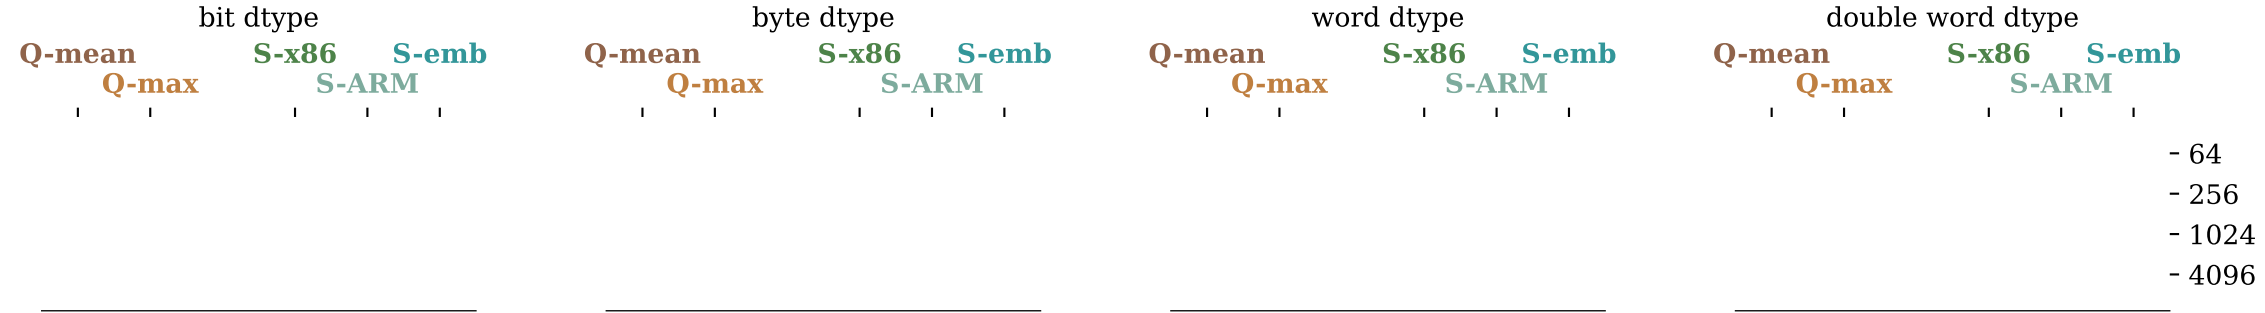 bit dtype byte dtype word dtype double word dtype
Q-mean S-x86 S-emb Q-mean S-x86 S-emb Q-mean S-x86 S-emb Q-mean S-x86 S-emb
Q-max S-ARM Q-max S-ARM Q-max S-ARM Q-max S-ARM
64
256
1024
4096